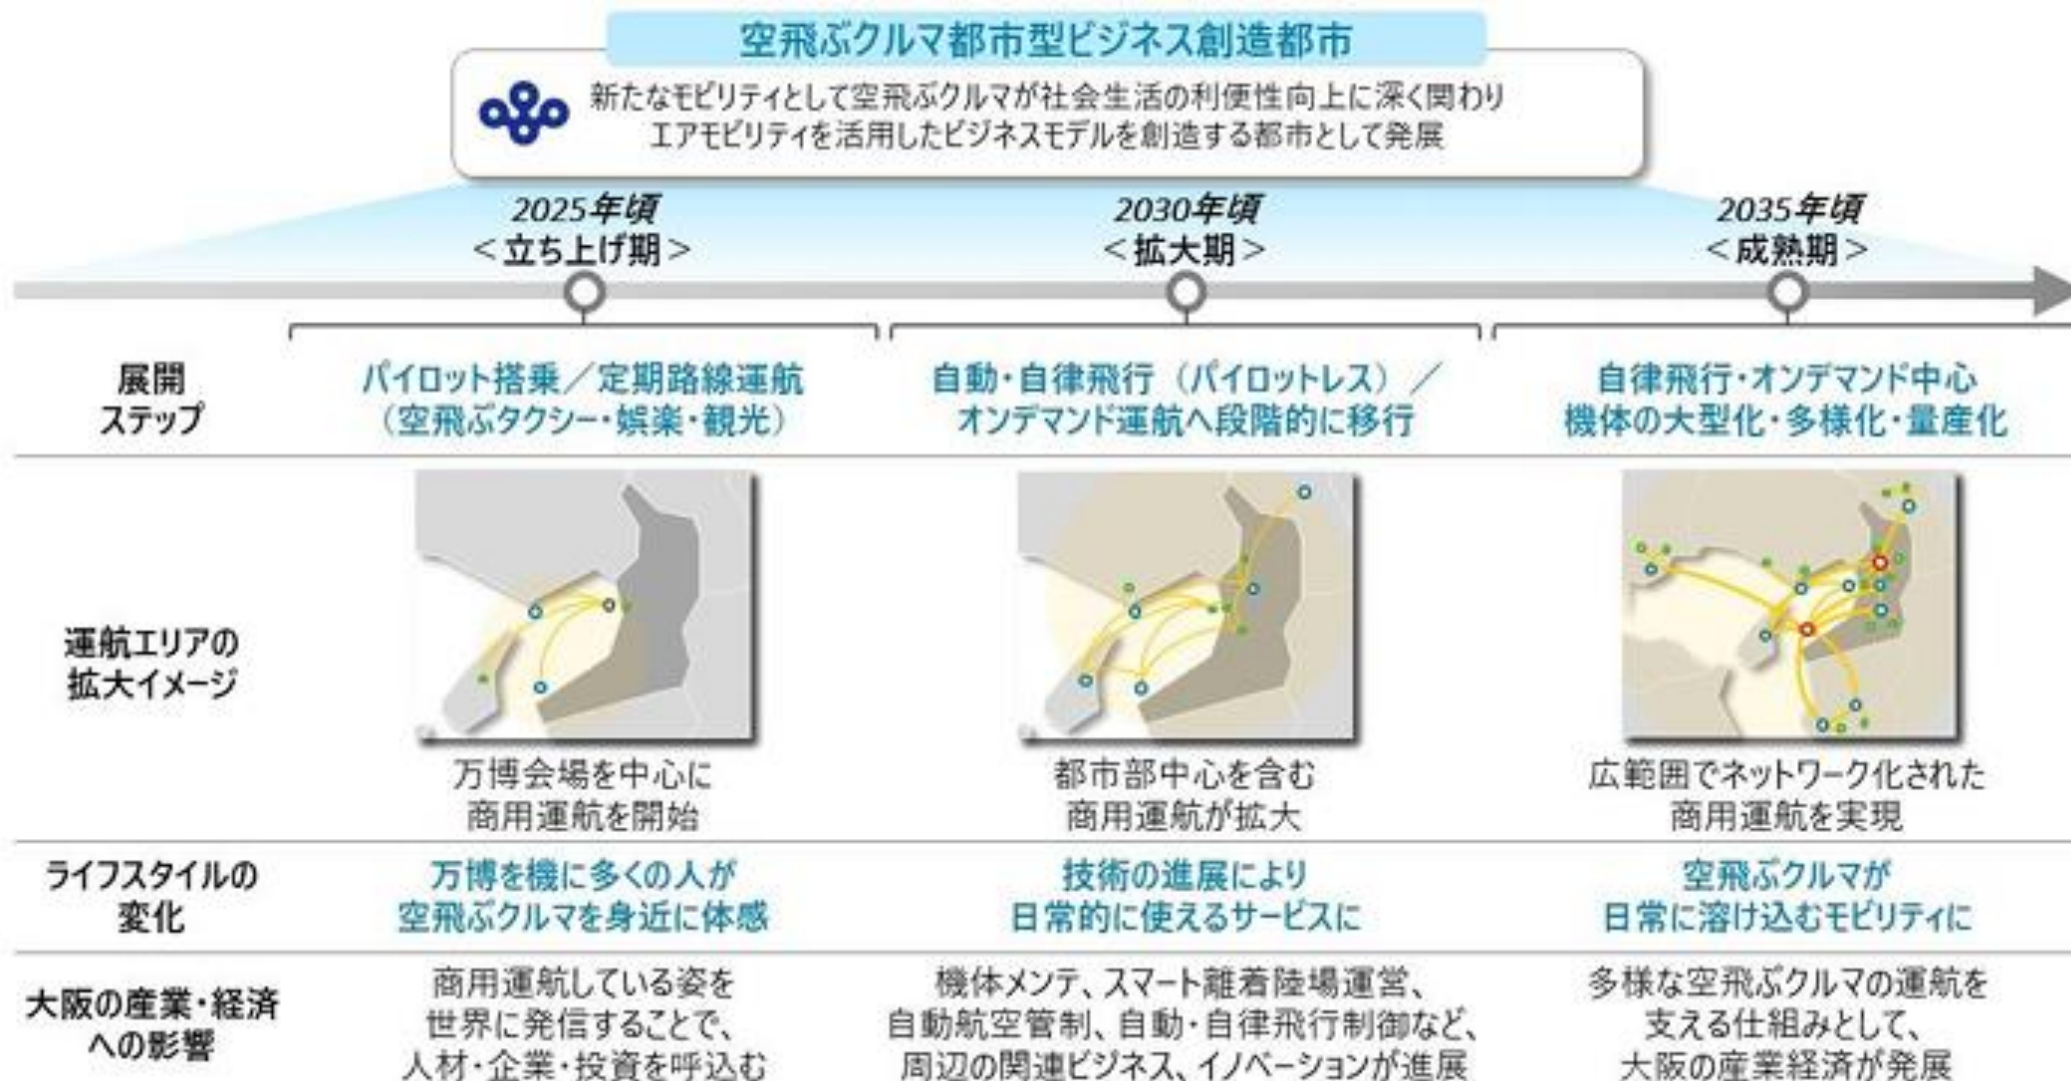 空飛ぶクルマ都市型ビジネス創造都市
新たなモビリティとして空飛ぶクルマが社会生活の利便性向上に深く関わり
エアモビリティを活用したビジネスモデルを創造する都市として発展
2025年頃
<立ち上げ期>
2030年頃
<拡大期>
2035年頃
<成熟期>
展開
ステップ
パイロット搭乗／定期路線運航
（空飛ぶタクシー・娯楽・観光）
自動・自律飛行（パイロットレス）／
オンデマンド運航へ段階的に移行
自律飛行・オンデマンド中心
機体の大型化・多様化・量産化
運航エリアの
拡大イメージ
万博会場を中心に
商用運航を開始
都市部中心を含む
商用運航が拡大
広範囲でネットワーク化された
商用運航を実現
ライフスタイルの
変化
万博を機に多くの人が
空飛ぶクルマを身近に体感
技術の進展により
日常的に使えるサービスに
空飛ぶクルマが
日常に溶け込むモビリティに
大阪の産業・経済
への影響
商用運航している姿を
世界に発信することで、
人材・企業・投資を呼込む
機体メンテ、スマート離着陸場運営、
自動航空管制、自動・自律飛行制御など、
周辺の関連ビジネス、イノベーションが進展
多様な空飛ぶクルマの運航を
支える仕組みとして、
大阪の産業経済が発展